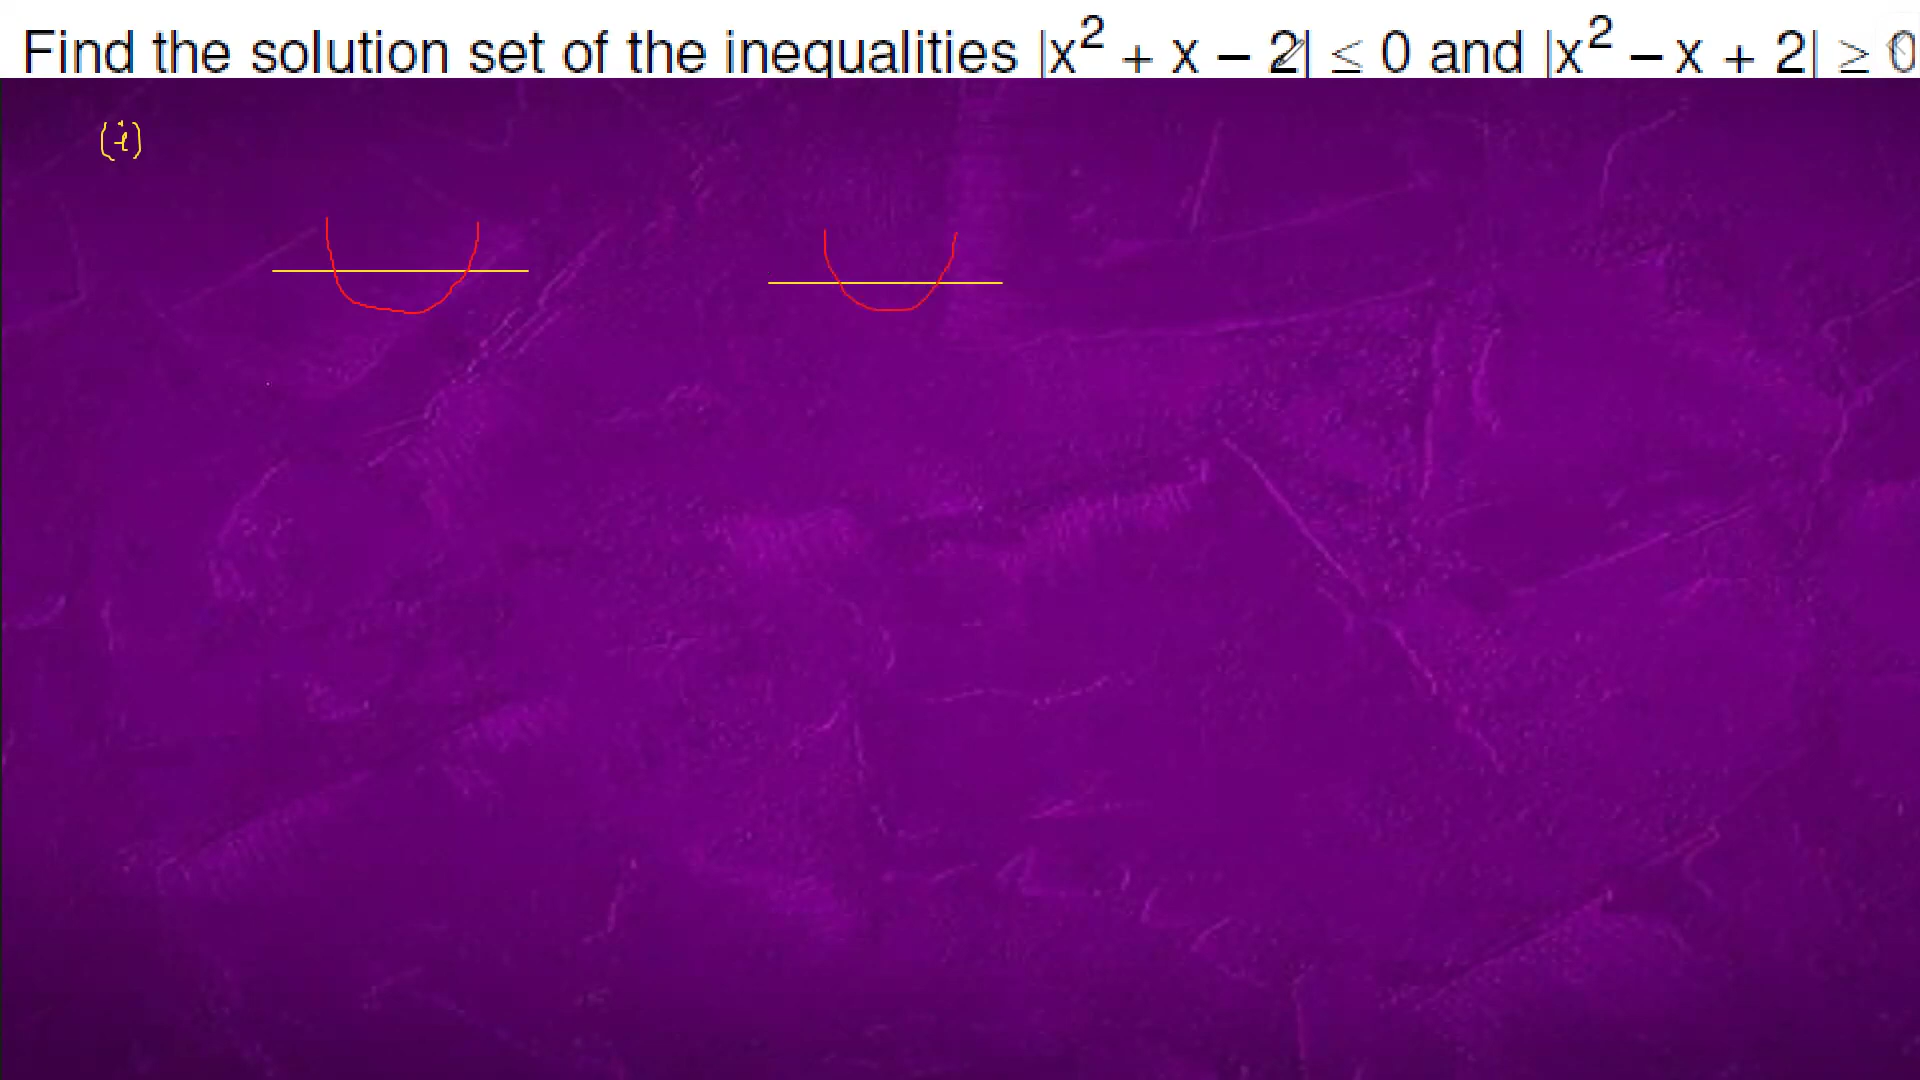 Find the solution set of the inequalities |x² + x – 2| ≤ 0 and |x² – x + 2| ≥ 0
(i)